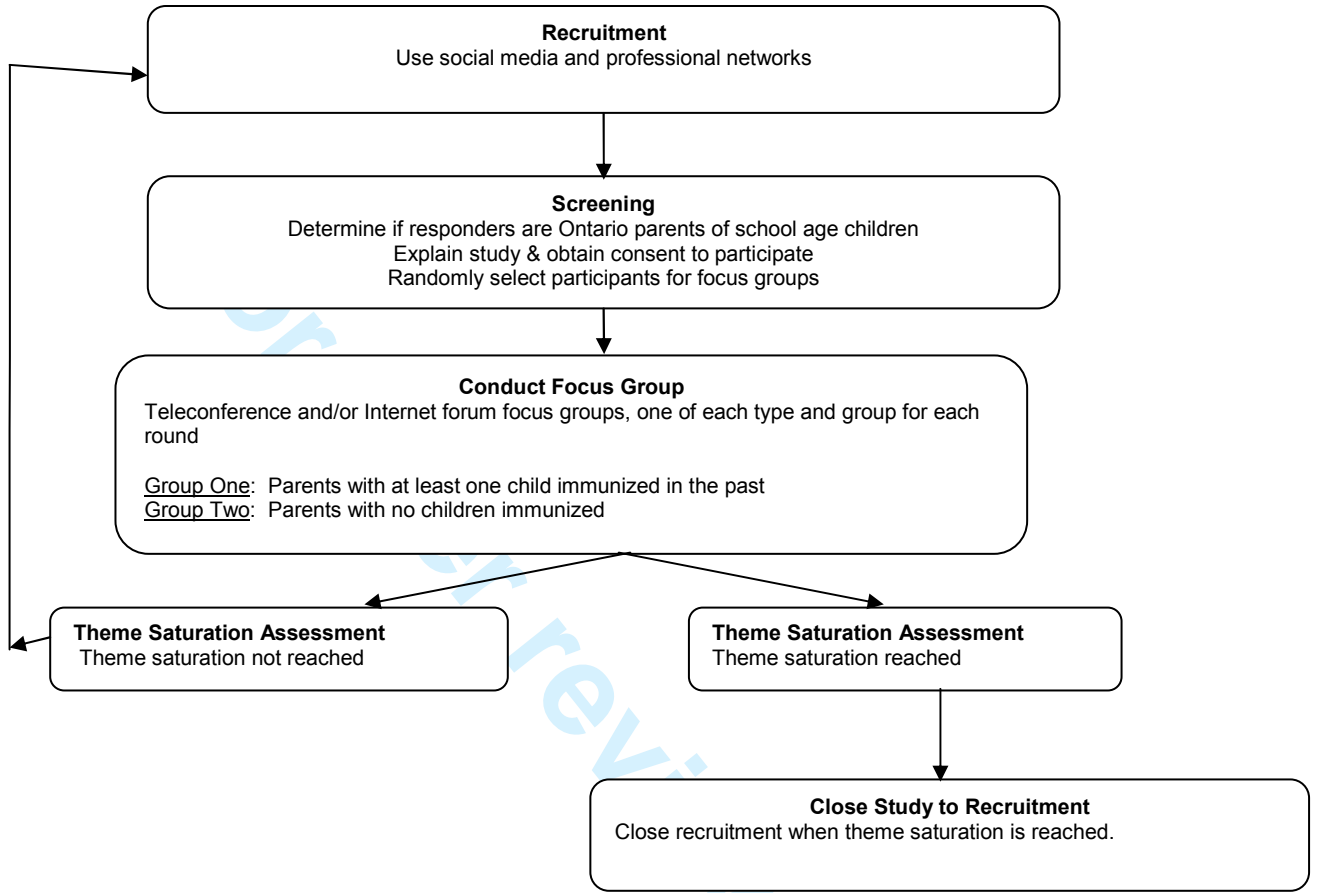 Recruitment
Use social media and professional networks
Screening
Determine if responders are Ontario parents of school age children
Explain study & obtain consent to participate
Randomly select participants for focus groups
Conduct Focus Group
Teleconference and/or Internet forum focus groups, one of each type and group for each
round
Group One:  Parents with at least one child immunized in the past
Group Two:  Parents with no children immunized
Theme Saturation Assessment
Theme saturation not reached
Theme Saturation Assessment
Theme saturation reached
Close Study to Recruitment
Close recruitment when theme saturation is reached.